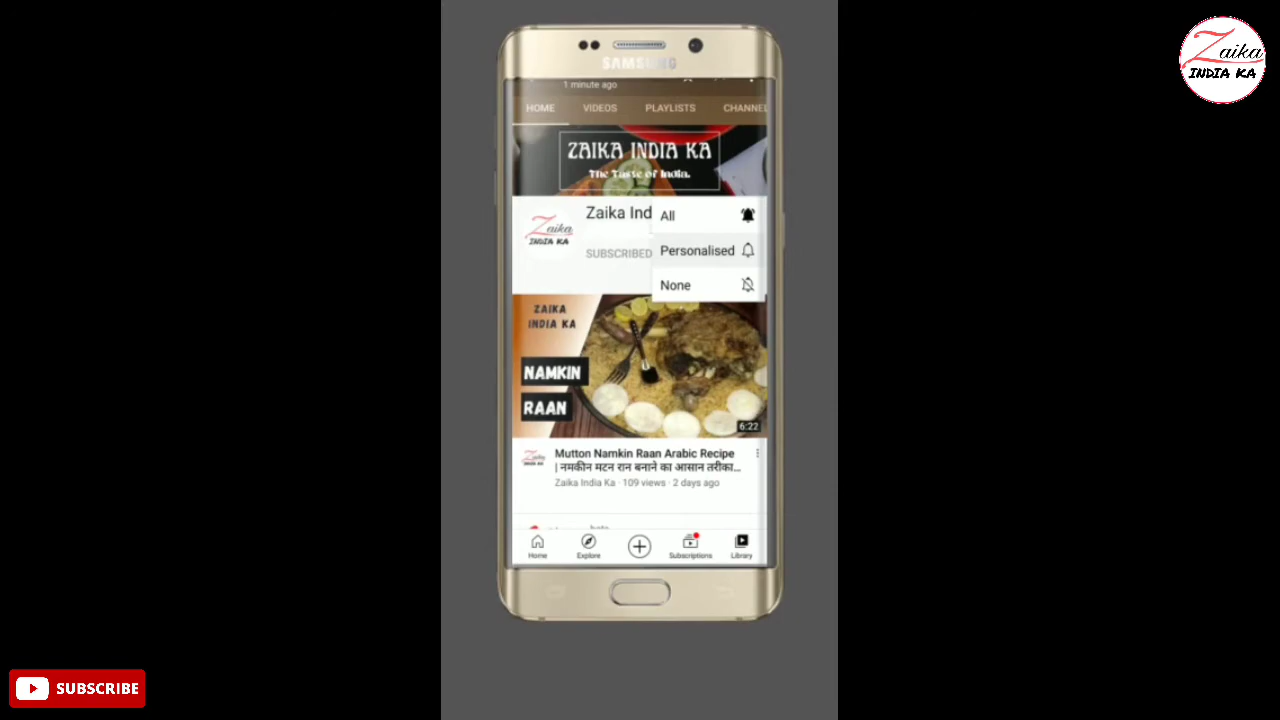 Zaika
INDIA KA
SAMSUNG
1 minute ago
HOME VIDEOS PLAYLISTS CHANNEL
ZAIKA INDIA KA
The Taste of India.
Zaika
INDIA KA
Zaika Ind
SUBSCRIBED
All
Personalised
None
ZAIKA
INDIA KA
NAMKIN
RAAN
6:22
Zaika
INDIA KA
Mutton Namkin Raan Arabic Recipe
| नमकीन मटन रान बनाने का आसान तरीका...
Zaika India Ka · 109 views · 2 days ago
Home Explore Subscriptions Library
SUBSCRIBE